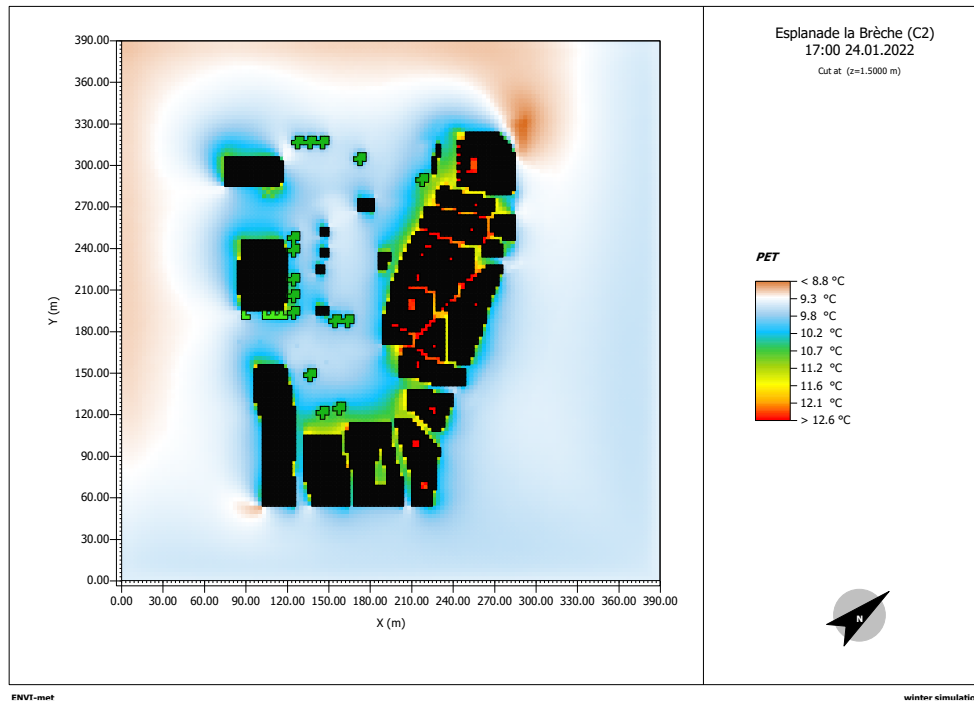 Esplanade la Brèche (C2)
17:00 24.01.2022
Cut at (z=1.5000 m)
390.00
360.00
330.00
300.00
270.00
240.00
210.00
180.00
150.00
120.00
90.00
60.00
30.00
0.00
Y (m)
0.00 30.00 60.00 90.00 120.00 150.00 180.00 210.00 240.00 270.00 300.00 330.00 360.00 390.00
X (m)
PET
< 8.8 °C
9.3 °C
9.8 °C
10.2 °C
10.7 °C
11.2 °C
11.6 °C
12.1 °C
> 12.6 °C
N
ENVI-met
winter simulatio